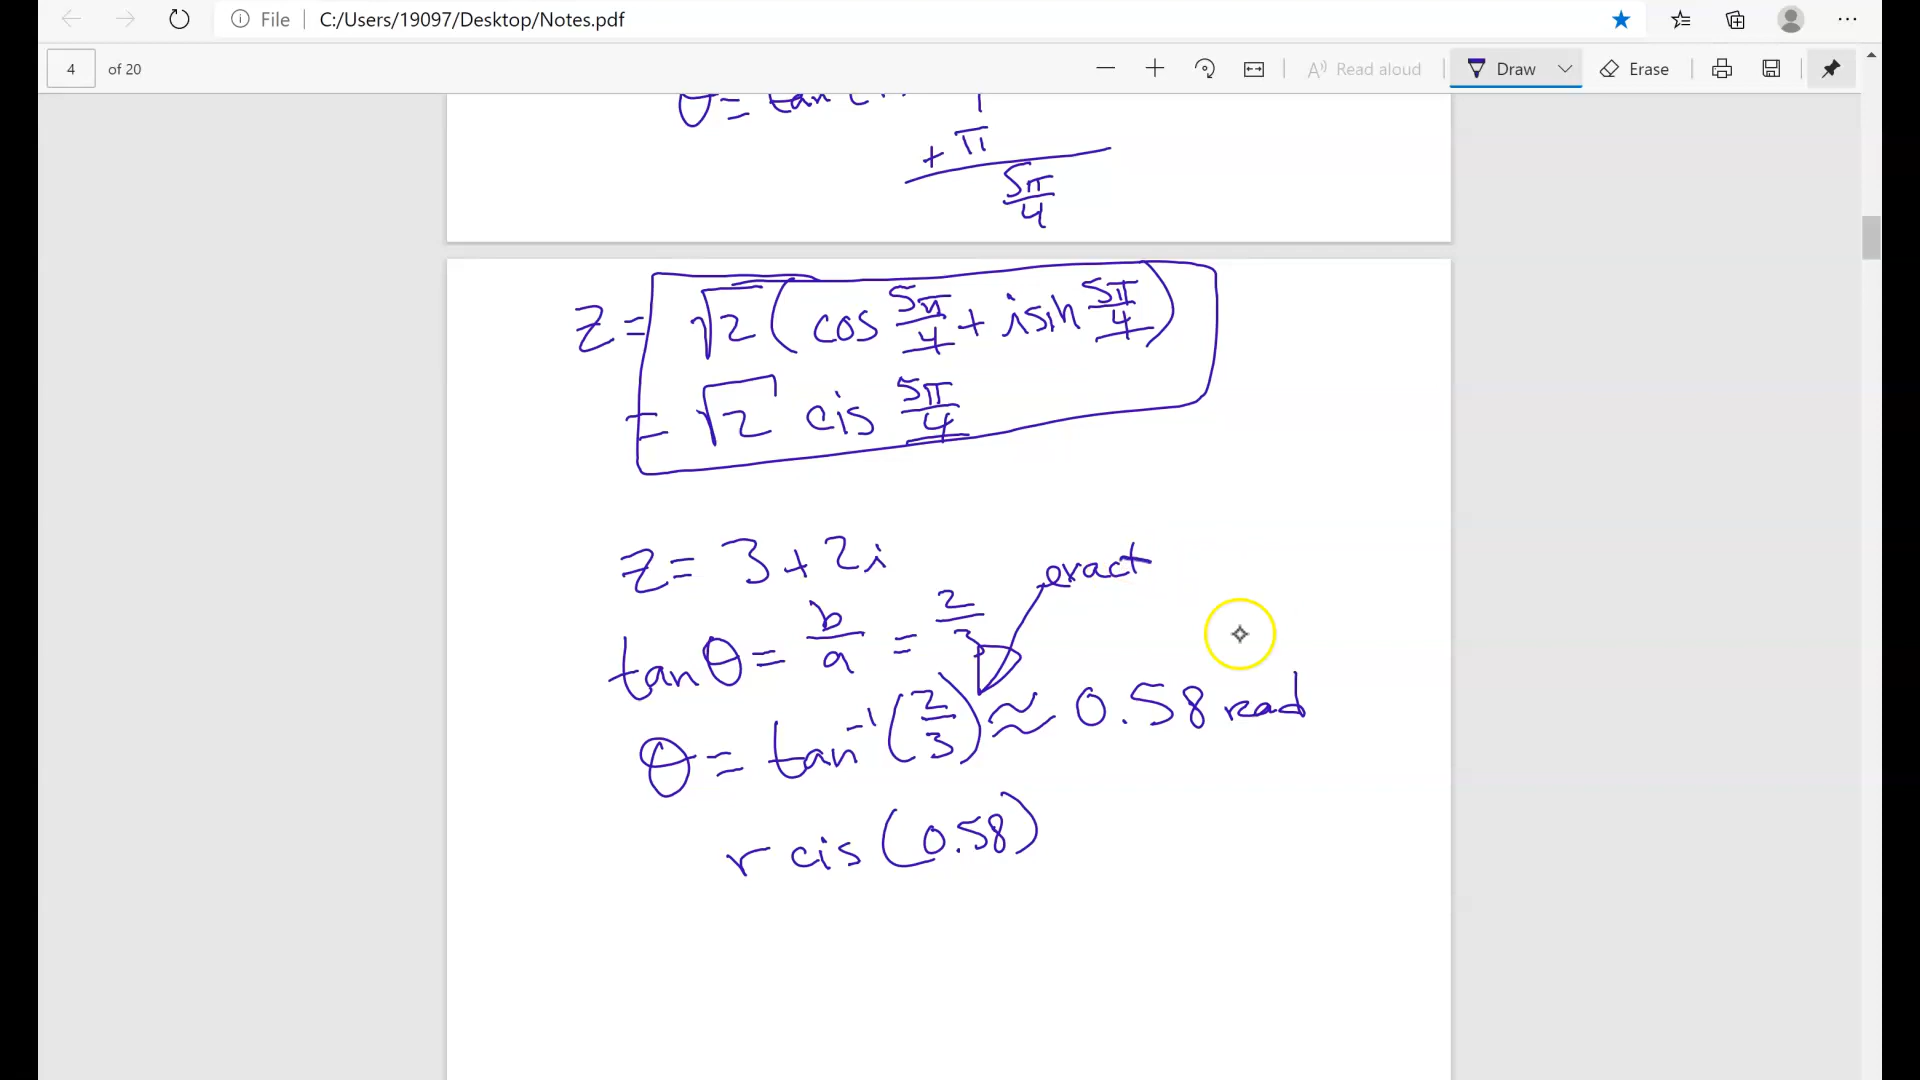 File C:/Users/19097/Desktop/Notes.pdf
4 of 20 Read aloud Draw Erase
θ = tan
+ π
5π/4
z = √2 (cos 5π/4 + i sin 5π/4)
= √2 cis 5π/4
z = 3 + 2i
exact
tan θ = b/a = 2/3
θ = tan⁻¹(2/3) ≈ 0.58 rad
r cis (0.58)